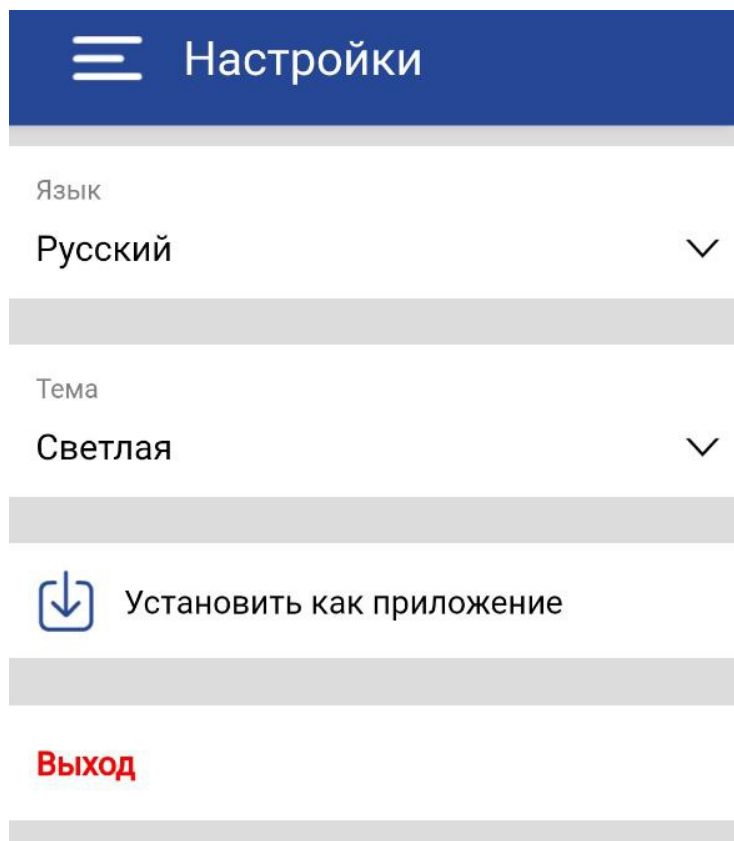 Настройки
Язык
Русский
Тема
Светлая
Установить как приложение
Выход